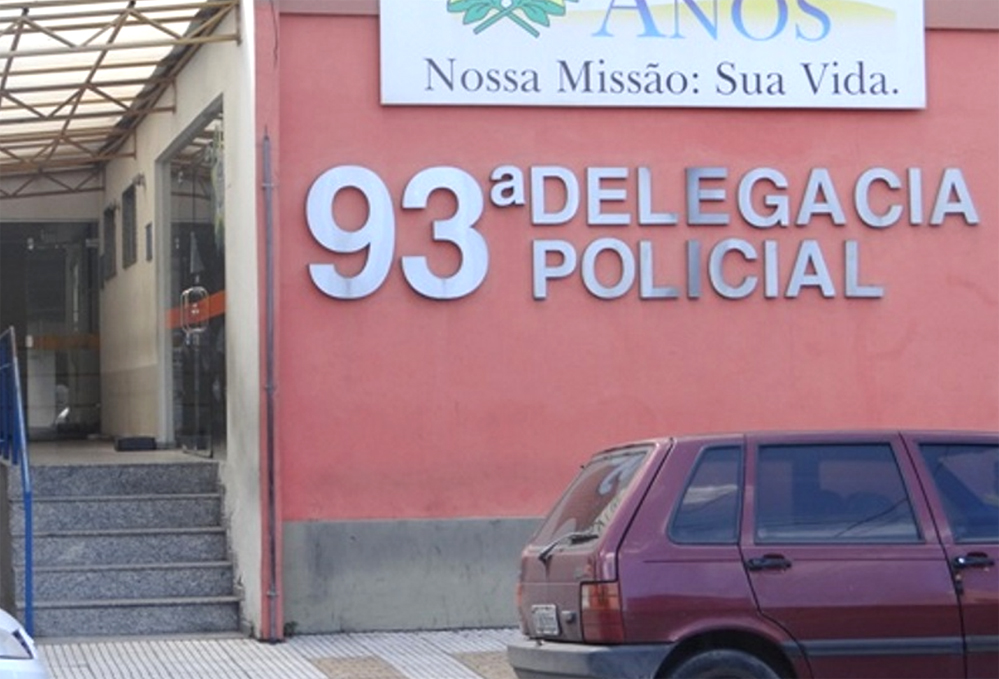 ANOS
Nossa Missão: Sua Vida.
93ª DELEGACIA
POLICIAL